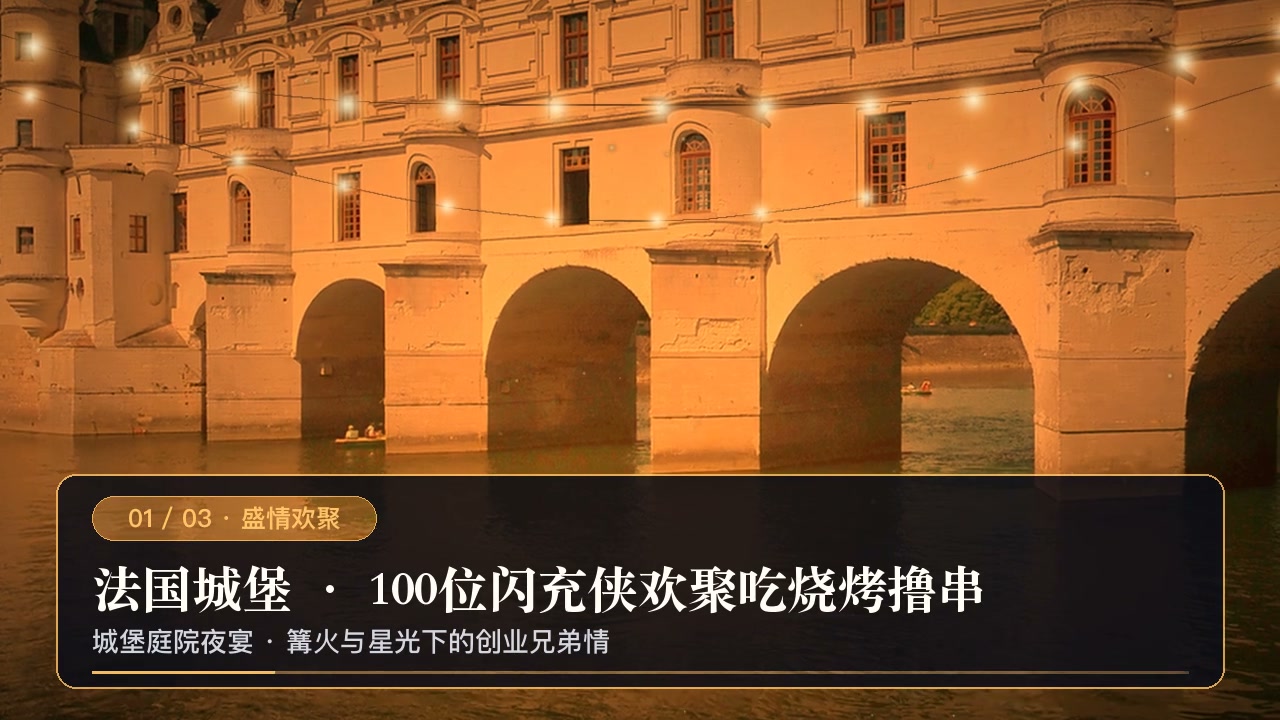 01 / 03 · 盛情欢聚
法国城堡 · 100位闪充侠欢聚吃烧烤撸串
城堡庭院夜宴 · 篝火与星光下的创业兄弟情